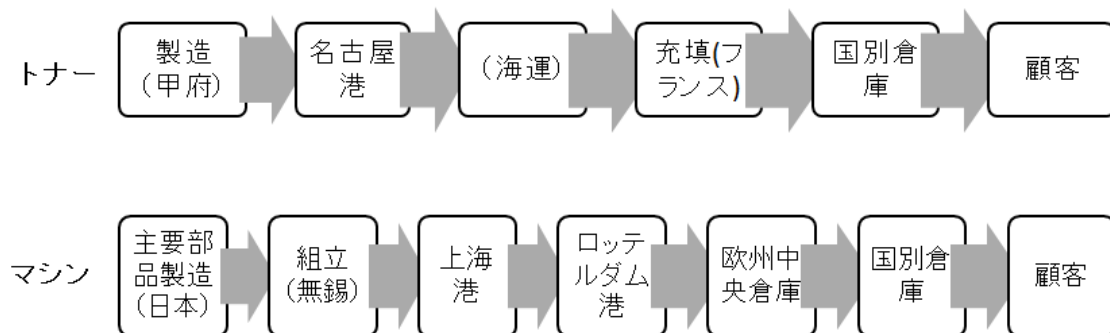 トナー
製造
(甲府)
名古屋
港
(海運)
充填(フ
ランス)
国別倉
庫
顧客
マシン
主要部
品製造
(日本)
組立
(無錫)
上海
港
ロッテ
ルダム
港
欧州中
央倉庫
国別倉
庫
顧客